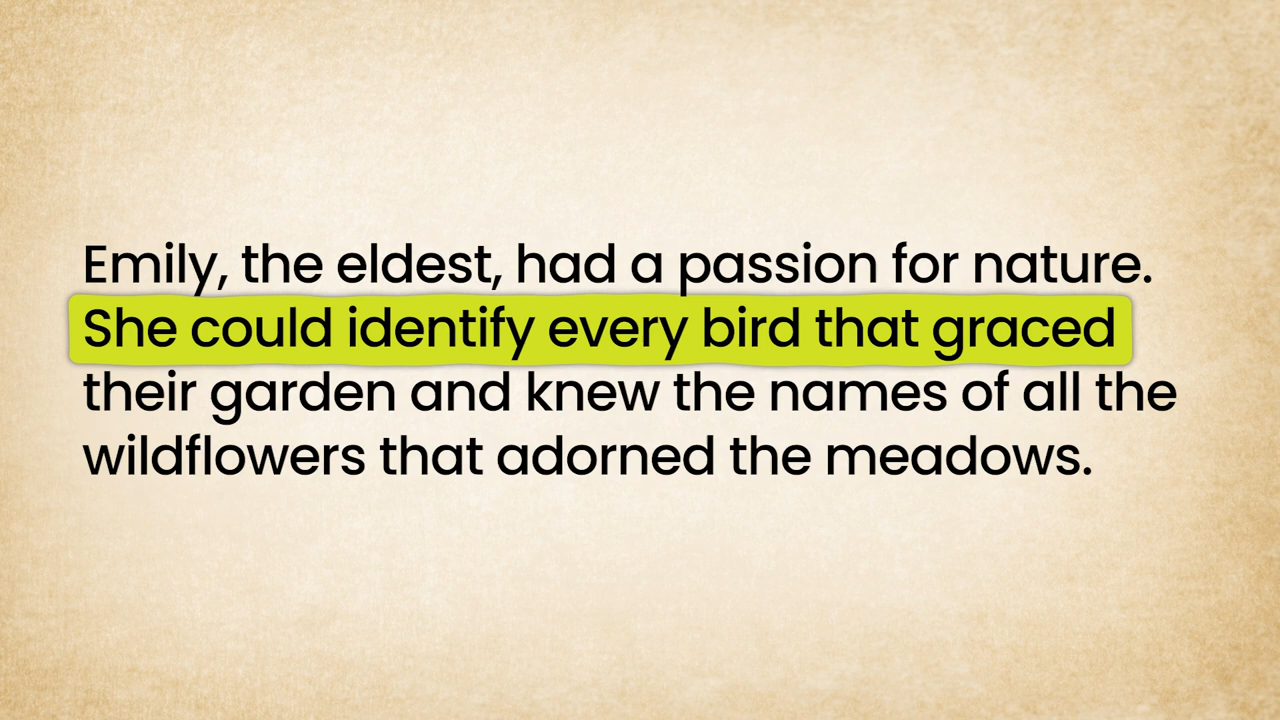 Emily, the eldest, had a passion for nature.
She could identify every bird that graced
their garden and knew the names of all the
wildflowers that adorned the meadows.